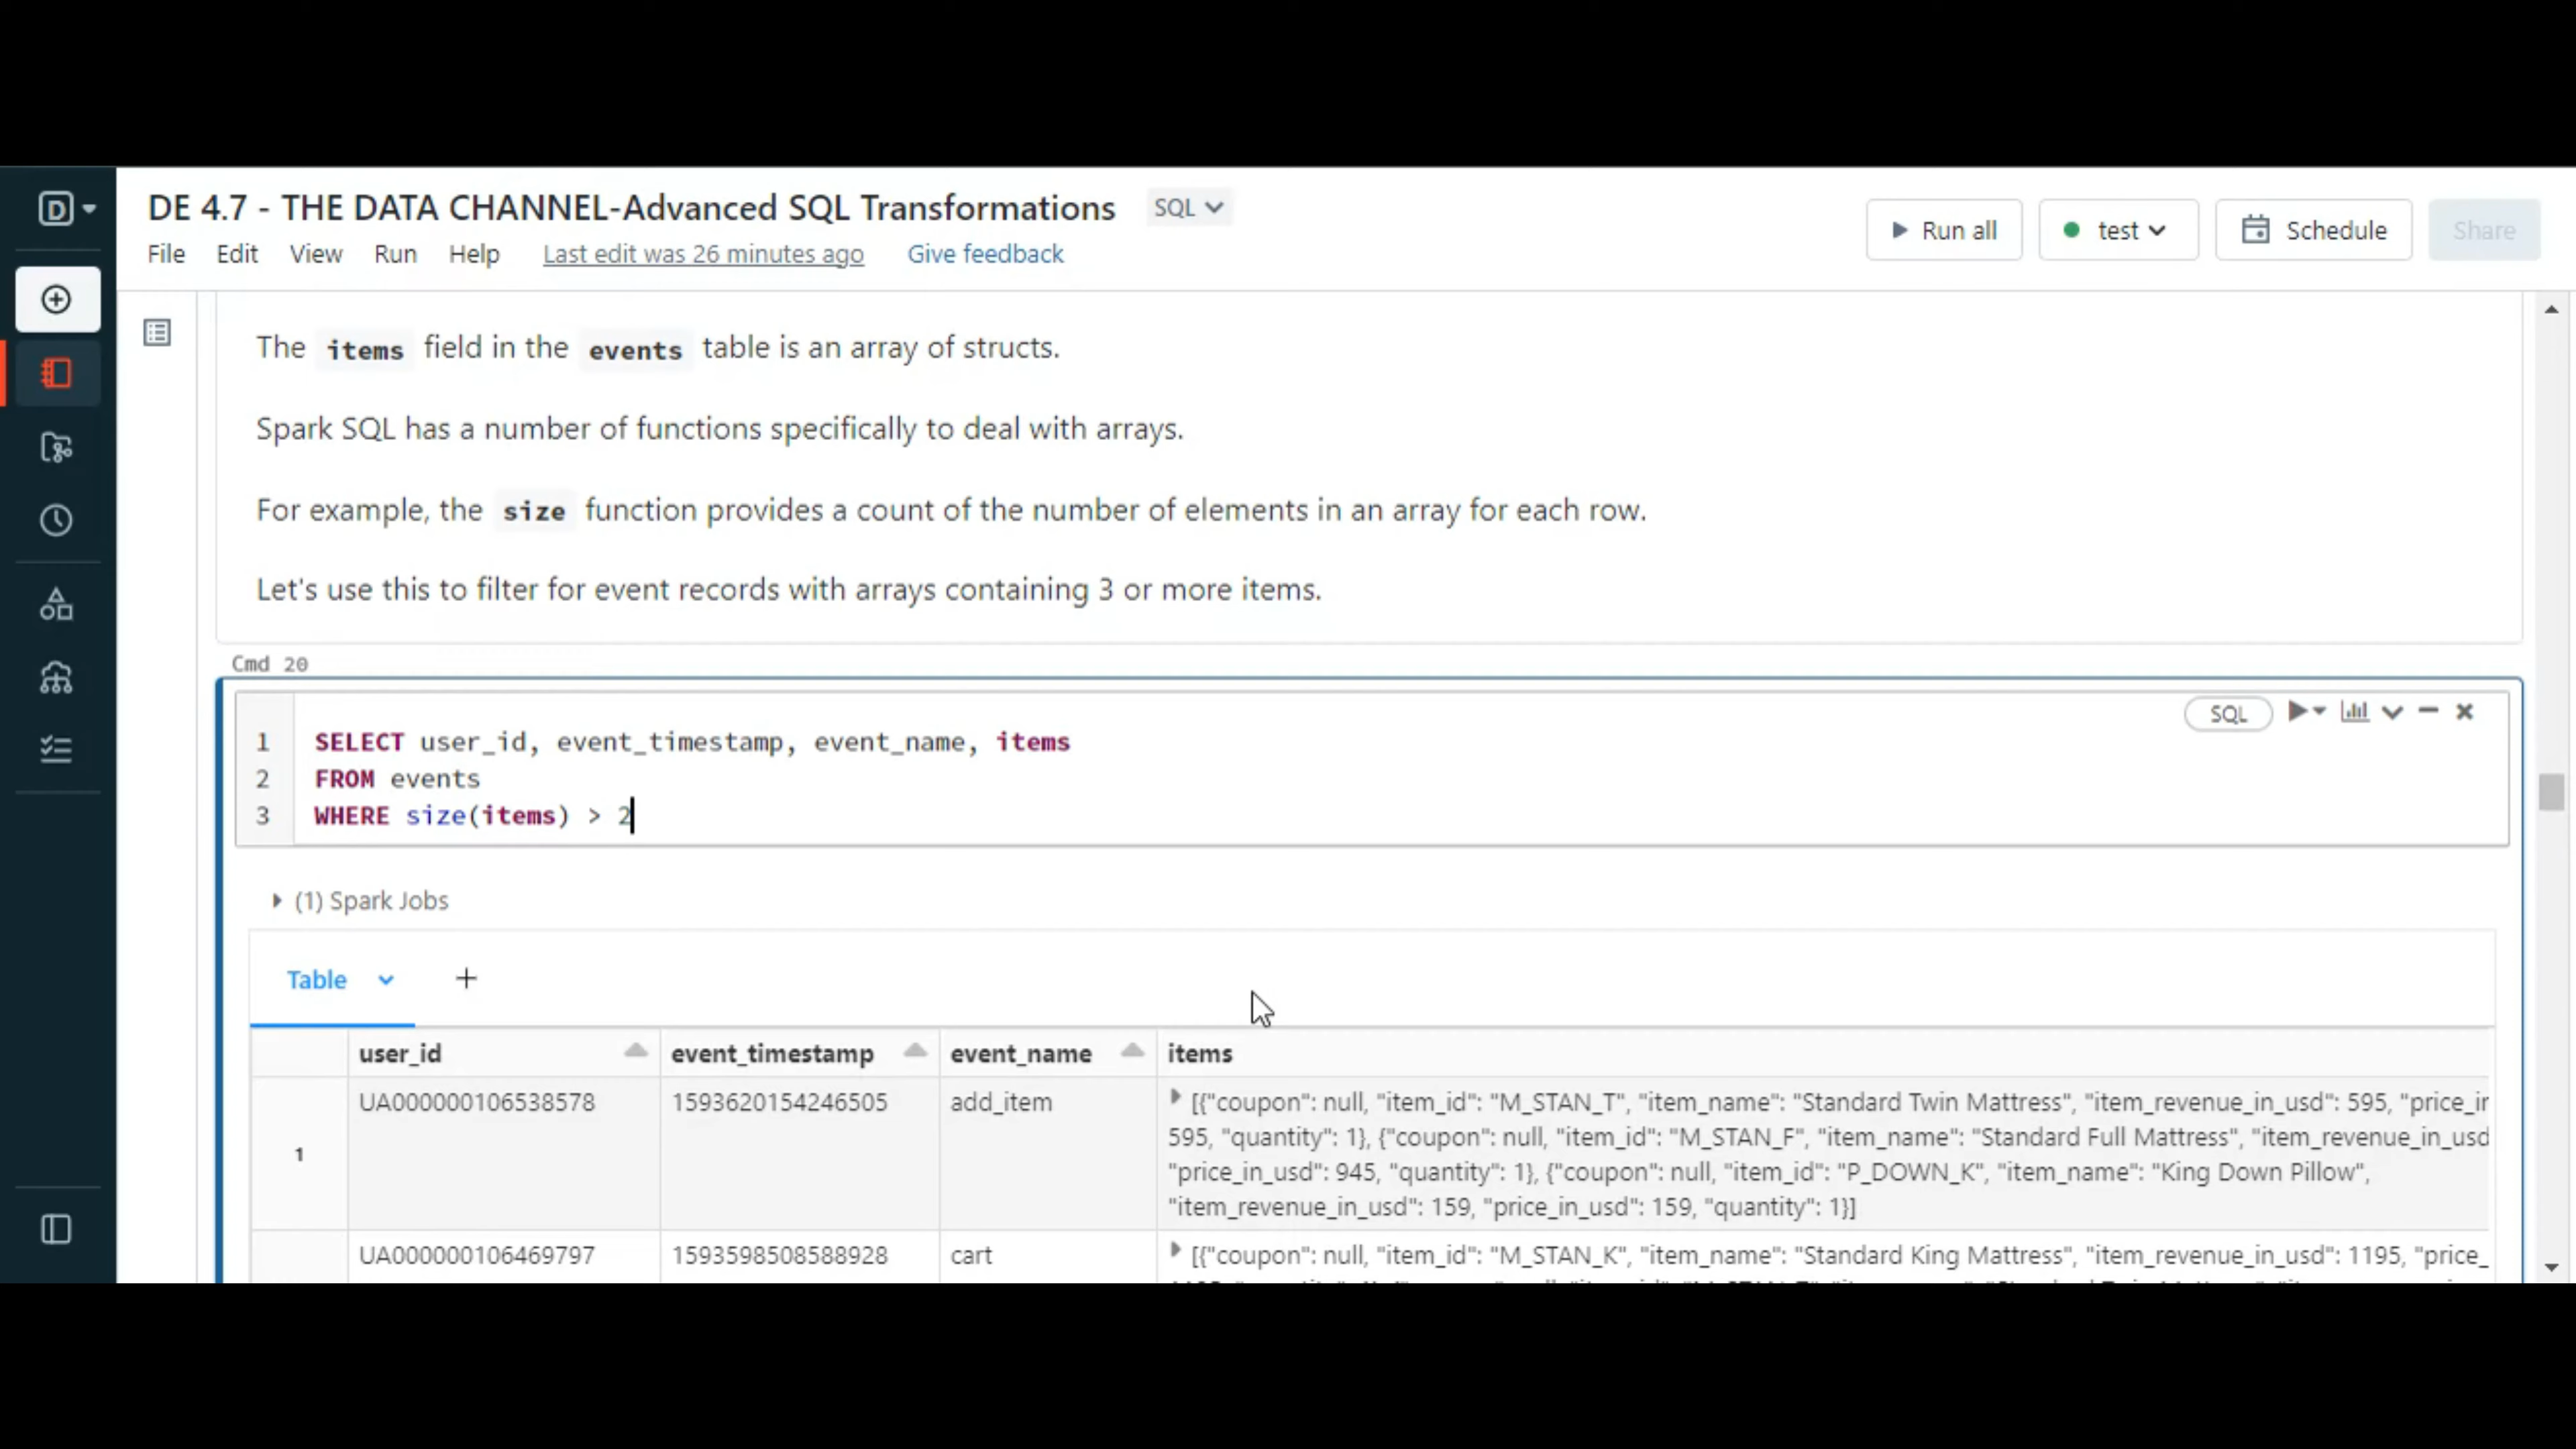 DE 4.7 - THE DATA CHANNEL-Advanced SQL Transformations SQL
File Edit View Run Help Last edit was 26 minutes ago Give feedback
Run all test Schedule Share
The items field in the events table is an array of structs.
Spark SQL has a number of functions specifically to deal with arrays.
For example, the size function provides a count of the number of elements in an array for each row.
Let's use this to filter for event records with arrays containing 3 or more items.
Cmd 20
SQL
1 SELECT user_id, event_timestamp, event_name, items
2 FROM events
3 WHERE size(items) > 2
(1) Spark Jobs
Table +
user_id event_timestamp event_name items
1 UA000000106538578 1593620154246505 add_item [{"coupon": null, "item_id": "M_STAN_T", "item_name": "Standard Twin Mattress", "item_revenue_in_usd": 595, "price_in
595, "quantity": 1}, {"coupon": null, "item_id": "M_STAN_F", "item_name": "Standard Full Mattress", "item_revenue_in_usd
"price_in_usd": 945, "quantity": 1}, {"coupon": null, "item_id": "P_DOWN_K", "item_name": "King Down Pillow",
"item_revenue_in_usd": 159, "price_in_usd": 159, "quantity": 1}]
UA000000106469797 1593598508588928 cart [{"coupon": null, "item_id": "M_STAN_K", "item_name": "Standard King Mattress", "item_revenue_in_usd": 1195, "price_